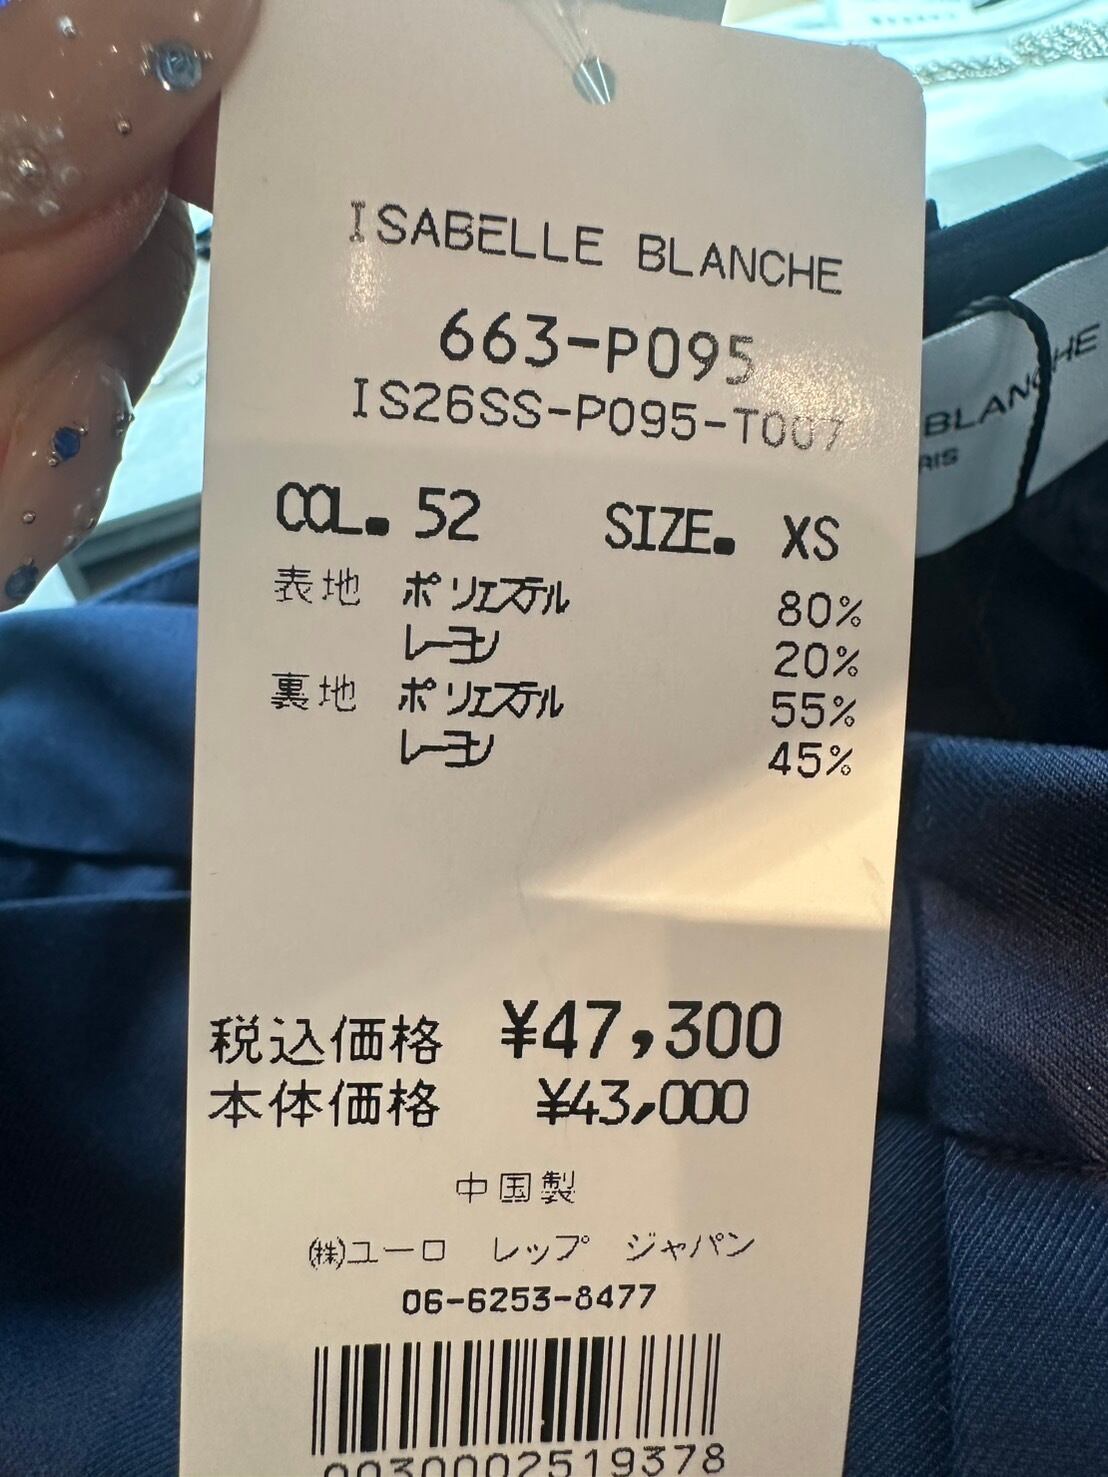 ISABELLE BLANCHE
663-P095
IS26SS-P095-T007
COL. 52 SIZE. XS
表地 ポリエステル 80%
レーヨン 20%
裏地 ポリエステル 55%
レーヨン 45%
税込価格 ¥47,300
本体価格 ¥43,000
中国製
㈱ユーロ レップ ジャパン
06-6253-8477
0030002519378
BLANCHE